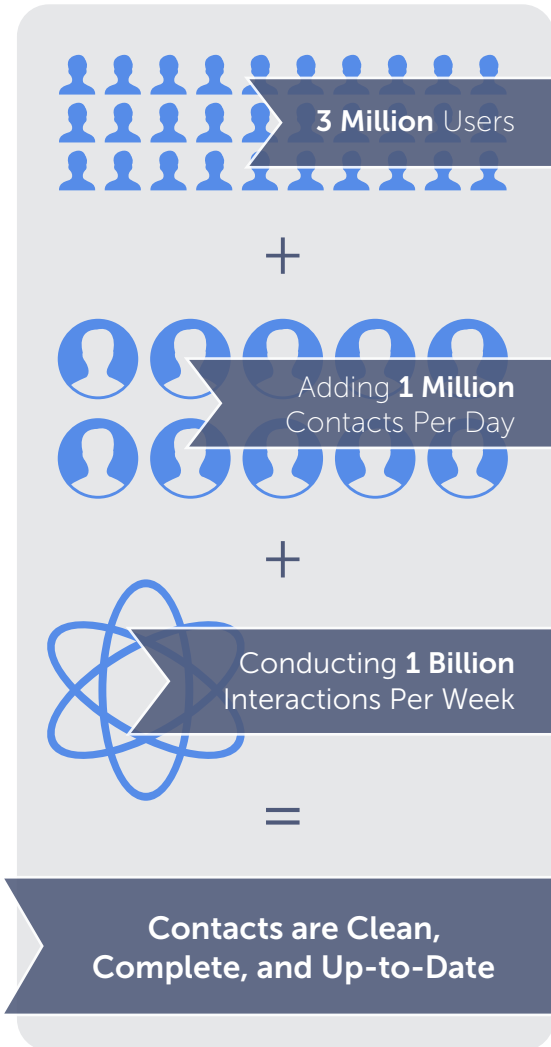 3 Million Users
+
Adding 1 Million
Contacts Per Day
+
Conducting 1 Billion
Interactions Per Week
=
Contacts are Clean,
Complete, and Up-to-Date